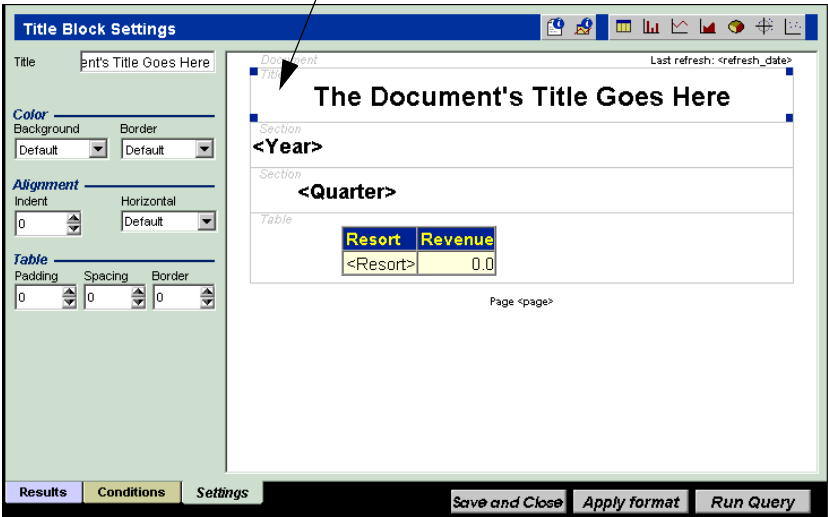 Title Block Settings
Title
ent's Title Goes Here
Color
Background
Border
Default
Default
Alignment
Indent
Horizontal
0
Default
Table
Padding
Spacing
Border
0
0
0
Document
Last refresh: <refresh_date>
Title
The Document's Title Goes Here
Section
<Year>
Section
<Quarter>
Table
Resort
Revenue
<Resort>
0.0
Page <page>
Results
Conditions
Settings
Save and Close
Apply format
Run Query